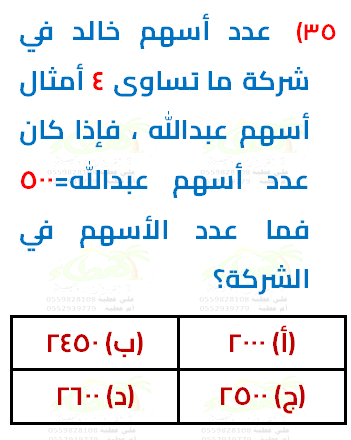 ٣٥) عدد أسهم خالد في
شركة ما تساوى ٤ أمثال
أسهم عبدالله ، فإذا كان
عدد أسهم عبدالله=٥٠٠
فما عدد الأسهم في
الشركة؟
(أ) ٢٠٠٠ (ب) ٢٤٥٠
(ج) ٢٥٠٠ (د) ٢٦٠٠